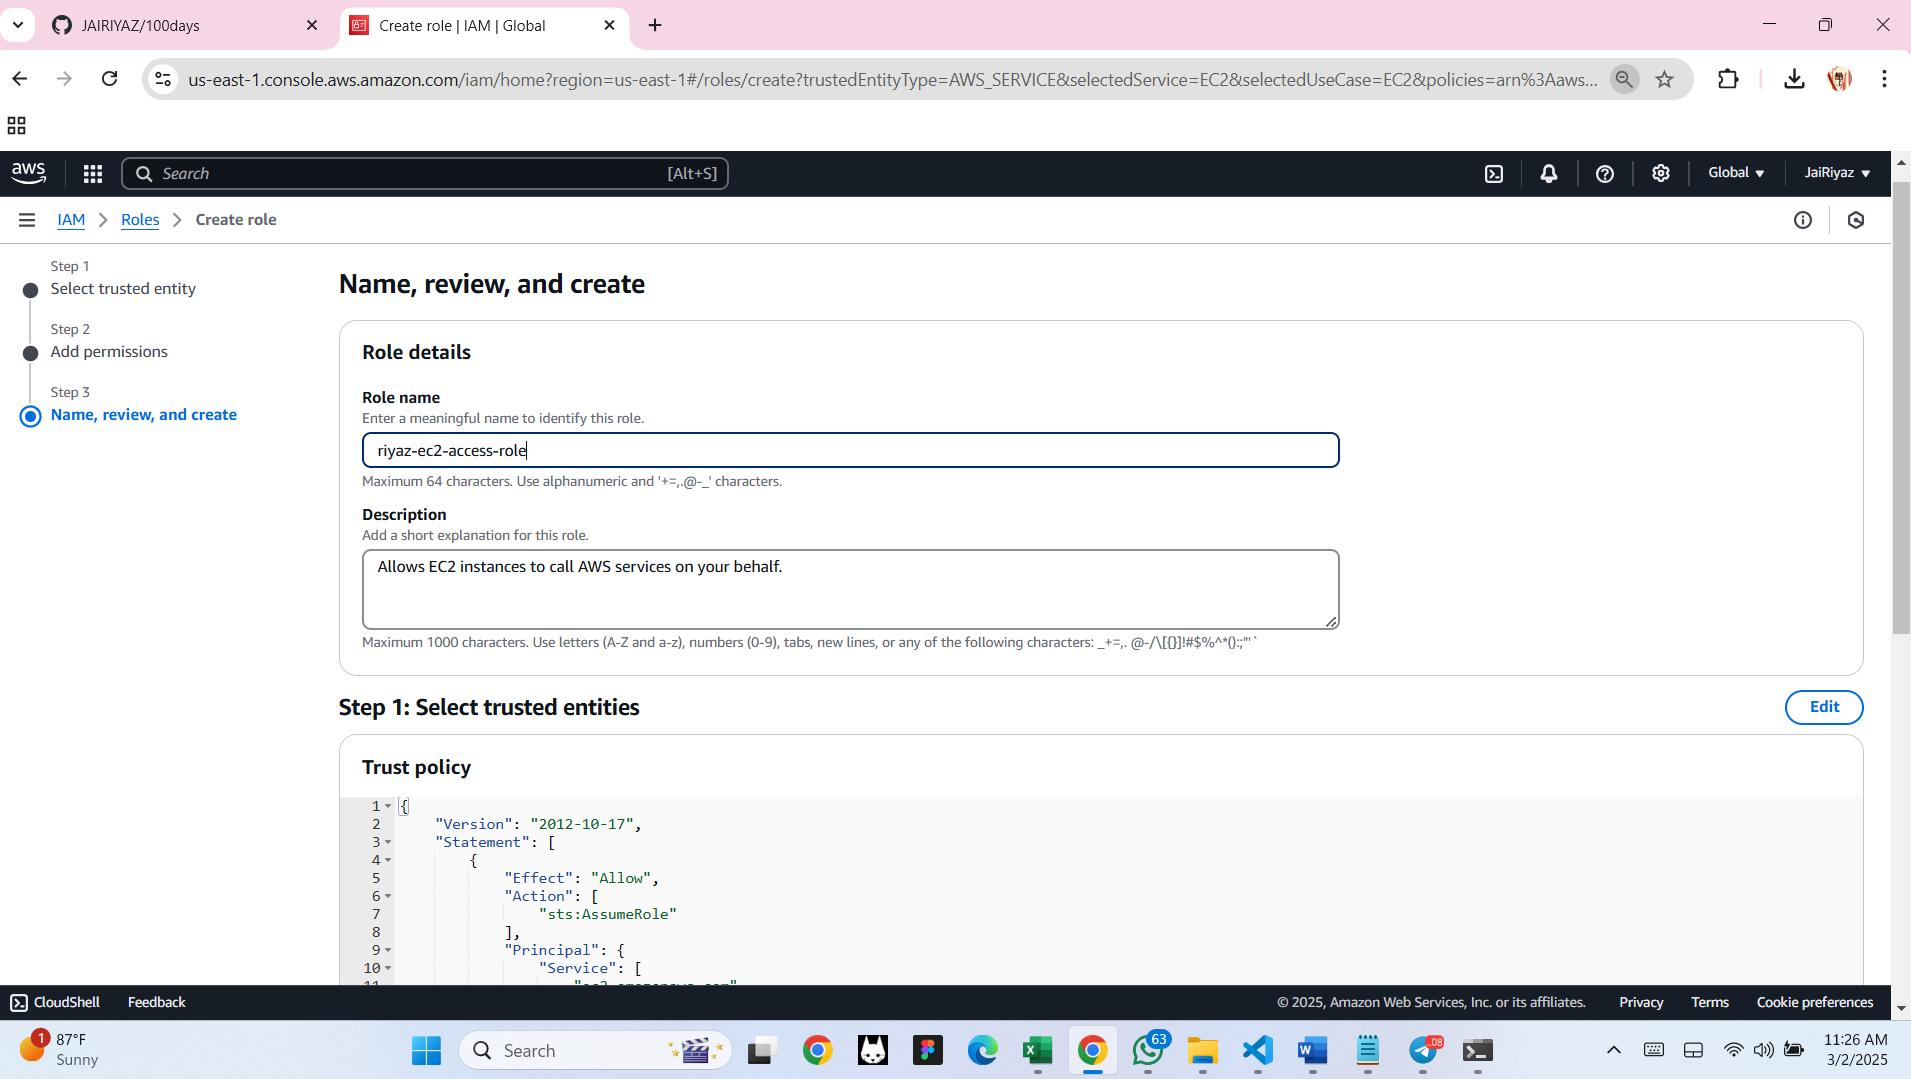 JAIRIYAZ/100days
Create role | IAM | Global
us-east-1.console.aws.amazon.com/iam/home?region=us-east-1#/roles/create?trustedEntityType=AWS_SERVICE&selectedService=EC2&selectedUseCase=EC2&policies=arn%3Aaws...
aws
Search
[Alt+S]
Global
JaiRiyaz
IAM
Roles
Create role
Step 1
Select trusted entity
Step 2
Add permissions
Step 3
Name, review, and create
Name, review, and create
Role details
Role name
Enter a meaningful name to identify this role.
riyaz-ec2-access-role
Maximum 64 characters. Use alphanumeric and '+=,.@-_' characters.
Description
Add a short explanation for this role.
Allows EC2 instances to call AWS services on your behalf.
Maximum 1000 characters. Use letters (A-Z and a-z), numbers (0-9), tabs, new lines, or any of the following characters: _+=,. @-/\[{}]!#$%^*();:'"`
Step 1: Select trusted entities
Edit
Trust policy
1 {
2 "Version": "2012-10-17",
3 "Statement": [
4 {
5 "Effect": "Allow",
6 "Action": [
7 "sts:AssumeRole"
8 ],
9 "Principal": {
10 "Service": [
11 "ec2.amazonaws.com"
CloudShell
Feedback
© 2025, Amazon Web Services, Inc. or its affiliates.
Privacy
Terms
Cookie preferences
1
87°F
Sunny
Search
63
.08
11:26 AM
3/2/2025